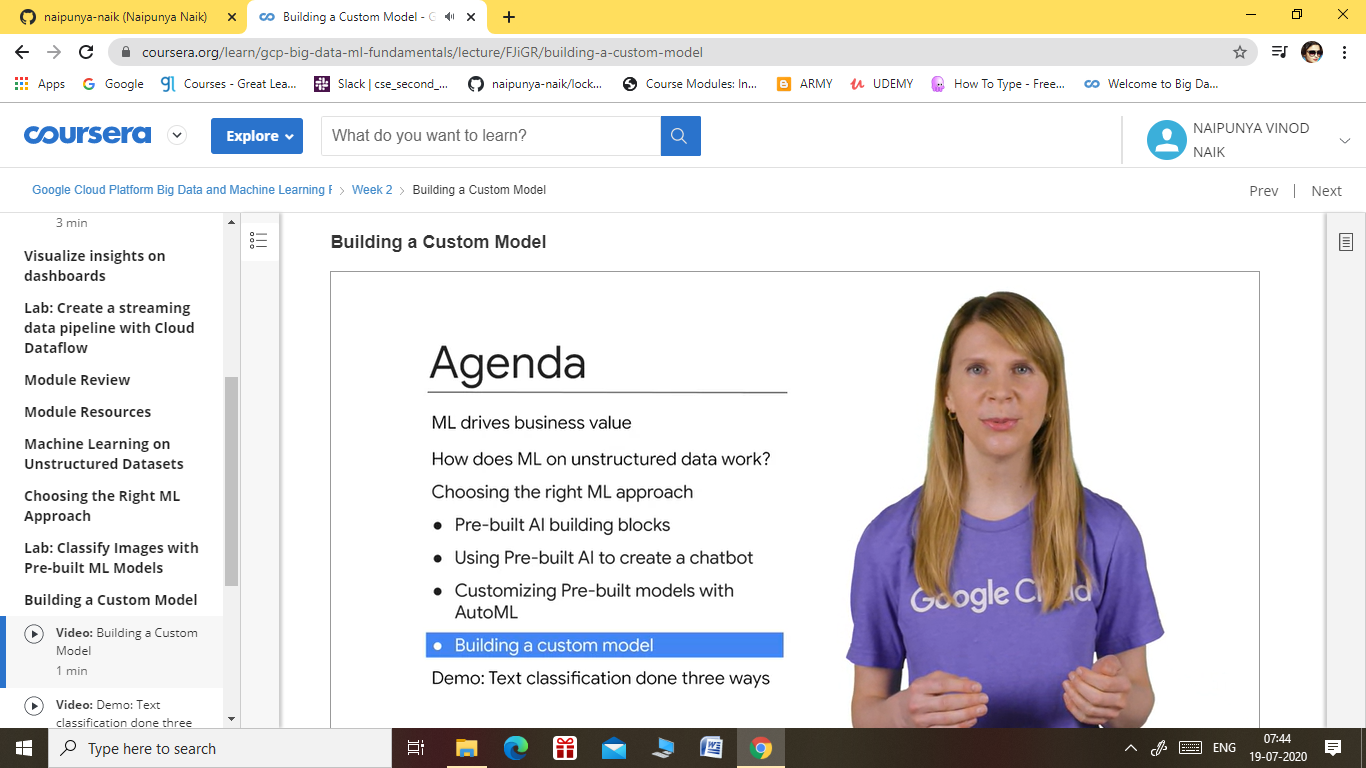 naipunya-naik (Naipunya Naik)
Building a Custom Model - G
coursera.org/learn/gcp-big-data-ml-fundamentals/lecture/FJiGR/building-a-custom-model
Apps
Google
Courses - Great Lea...
Slack | cse_second_...
naipunya-naik/lock...
Course Modules: In...
ARMY
UDEMY
How To Type - Free...
Welcome to Big Da...
coursera
Explore
What do you want to learn?
NAIPUNYA VINOD
NAIK
Google Cloud Platform Big Data and Machine Learning F
Week 2
Building a Custom Model
Prev | Next
3 min
Visualize insights on
dashboards
Lab: Create a streaming
data pipeline with Cloud
Dataflow
Module Review
Module Resources
Machine Learning on
Unstructured Datasets
Choosing the Right ML
Approach
Lab: Classify Images with
Pre-built ML Models
Building a Custom Model
Video: Building a Custom
Model
1 min
Video: Demo: Text
classification done three
Building a Custom Model
Agenda
ML drives business value
How does ML on unstructured data work?
Choosing the right ML approach
● Pre-built AI building blocks
● Using Pre-built AI to create a chatbot
● Customizing Pre-built models with
AutoML
● Building a custom model
Demo: Text classification done three ways
Google Cloud
Type here to search
ENG
07:44
19-07-2020